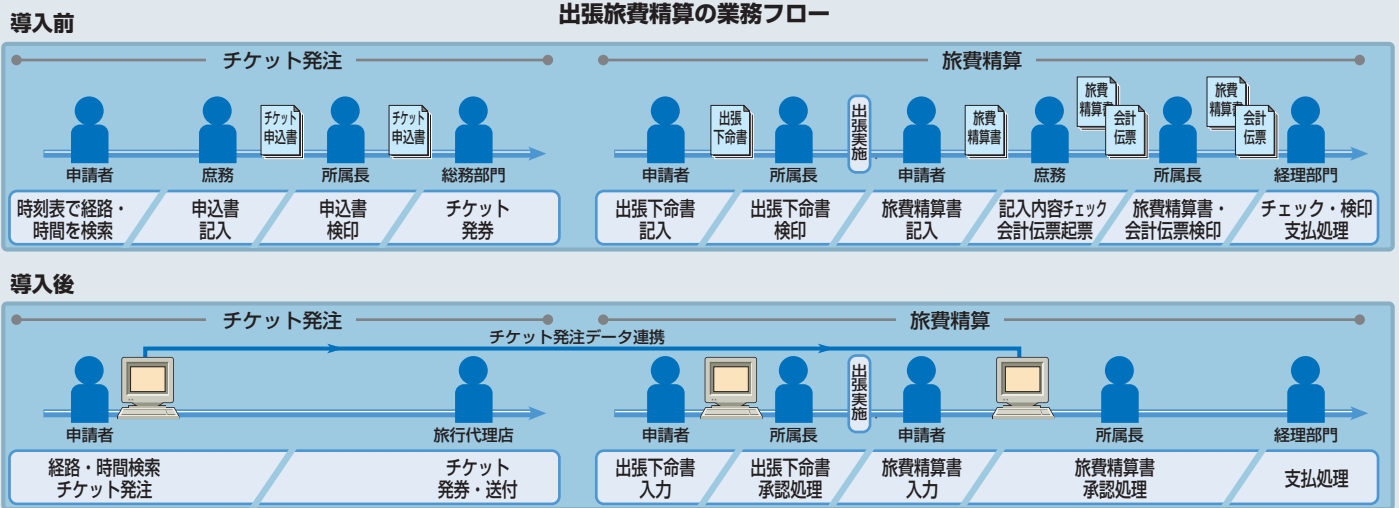 出張旅費精算の業務フロー
導入前
チケット発注
旅費精算
チケット
申込書
チケット
申込書
出張
下命書
出張実施
旅費
精算書
旅費
精算書
会計
伝票
旅費
精算書
会計
伝票
申請者
庶務
所属長
総務部門
申請者
所属長
申請者
庶務
所属長
経理部門
時刻表で経路・
時間を検索
申込書
記入
申込書
検印
チケット
発券
出張下命書
記入
出張下命書
検印
旅費精算書
記入
記入内容チェック
会計伝票起票
旅費精算書・
会計伝票検印
チェック・検印
支払処理
導入後
チケット発注
旅費精算
チケット発注データ連携
出張実施
申請者
旅行代理店
申請者
所属長
申請者
所属長
経理部門
経路・時間検索
チケット発注
チケット
発券・送付
出張下命書
入力
出張下命書
承認処理
旅費精算書
入力
旅費精算書
承認処理
支払処理